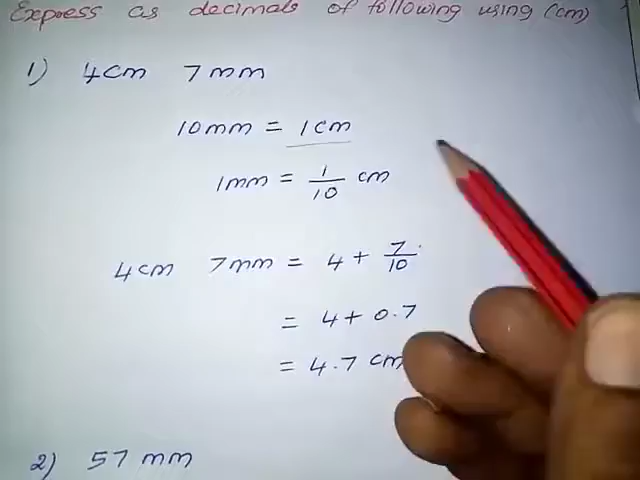 Express as decimals of following using (cm)
1) 4cm 7mm
10mm = 1cm
1mm = 1/10 cm
4cm 7mm = 4 + 7/10
= 4 + 0.7
= 4.7 cm
2) 57 mm